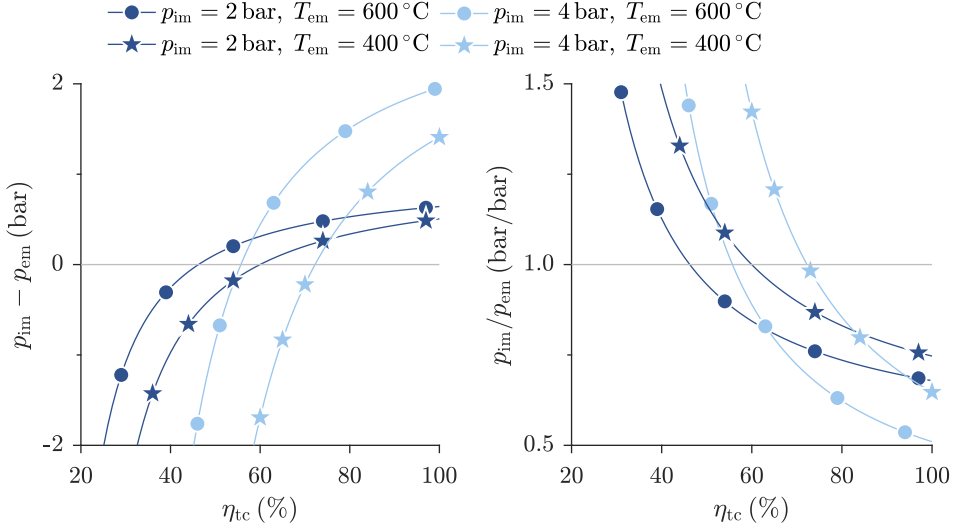 p_im = 2 bar, T_em = 600 °C p_im = 4 bar, T_em = 600 °C
p_im = 2 bar, T_em = 400 °C p_im = 4 bar, T_em = 400 °C
2
0
-2
p_im − p_em (bar)
20 40 60 80 100
η_tc (%)
1.5
1.0
0.5
p_im/p_em (bar/bar)
20 40 60 80 100
η_tc (%)